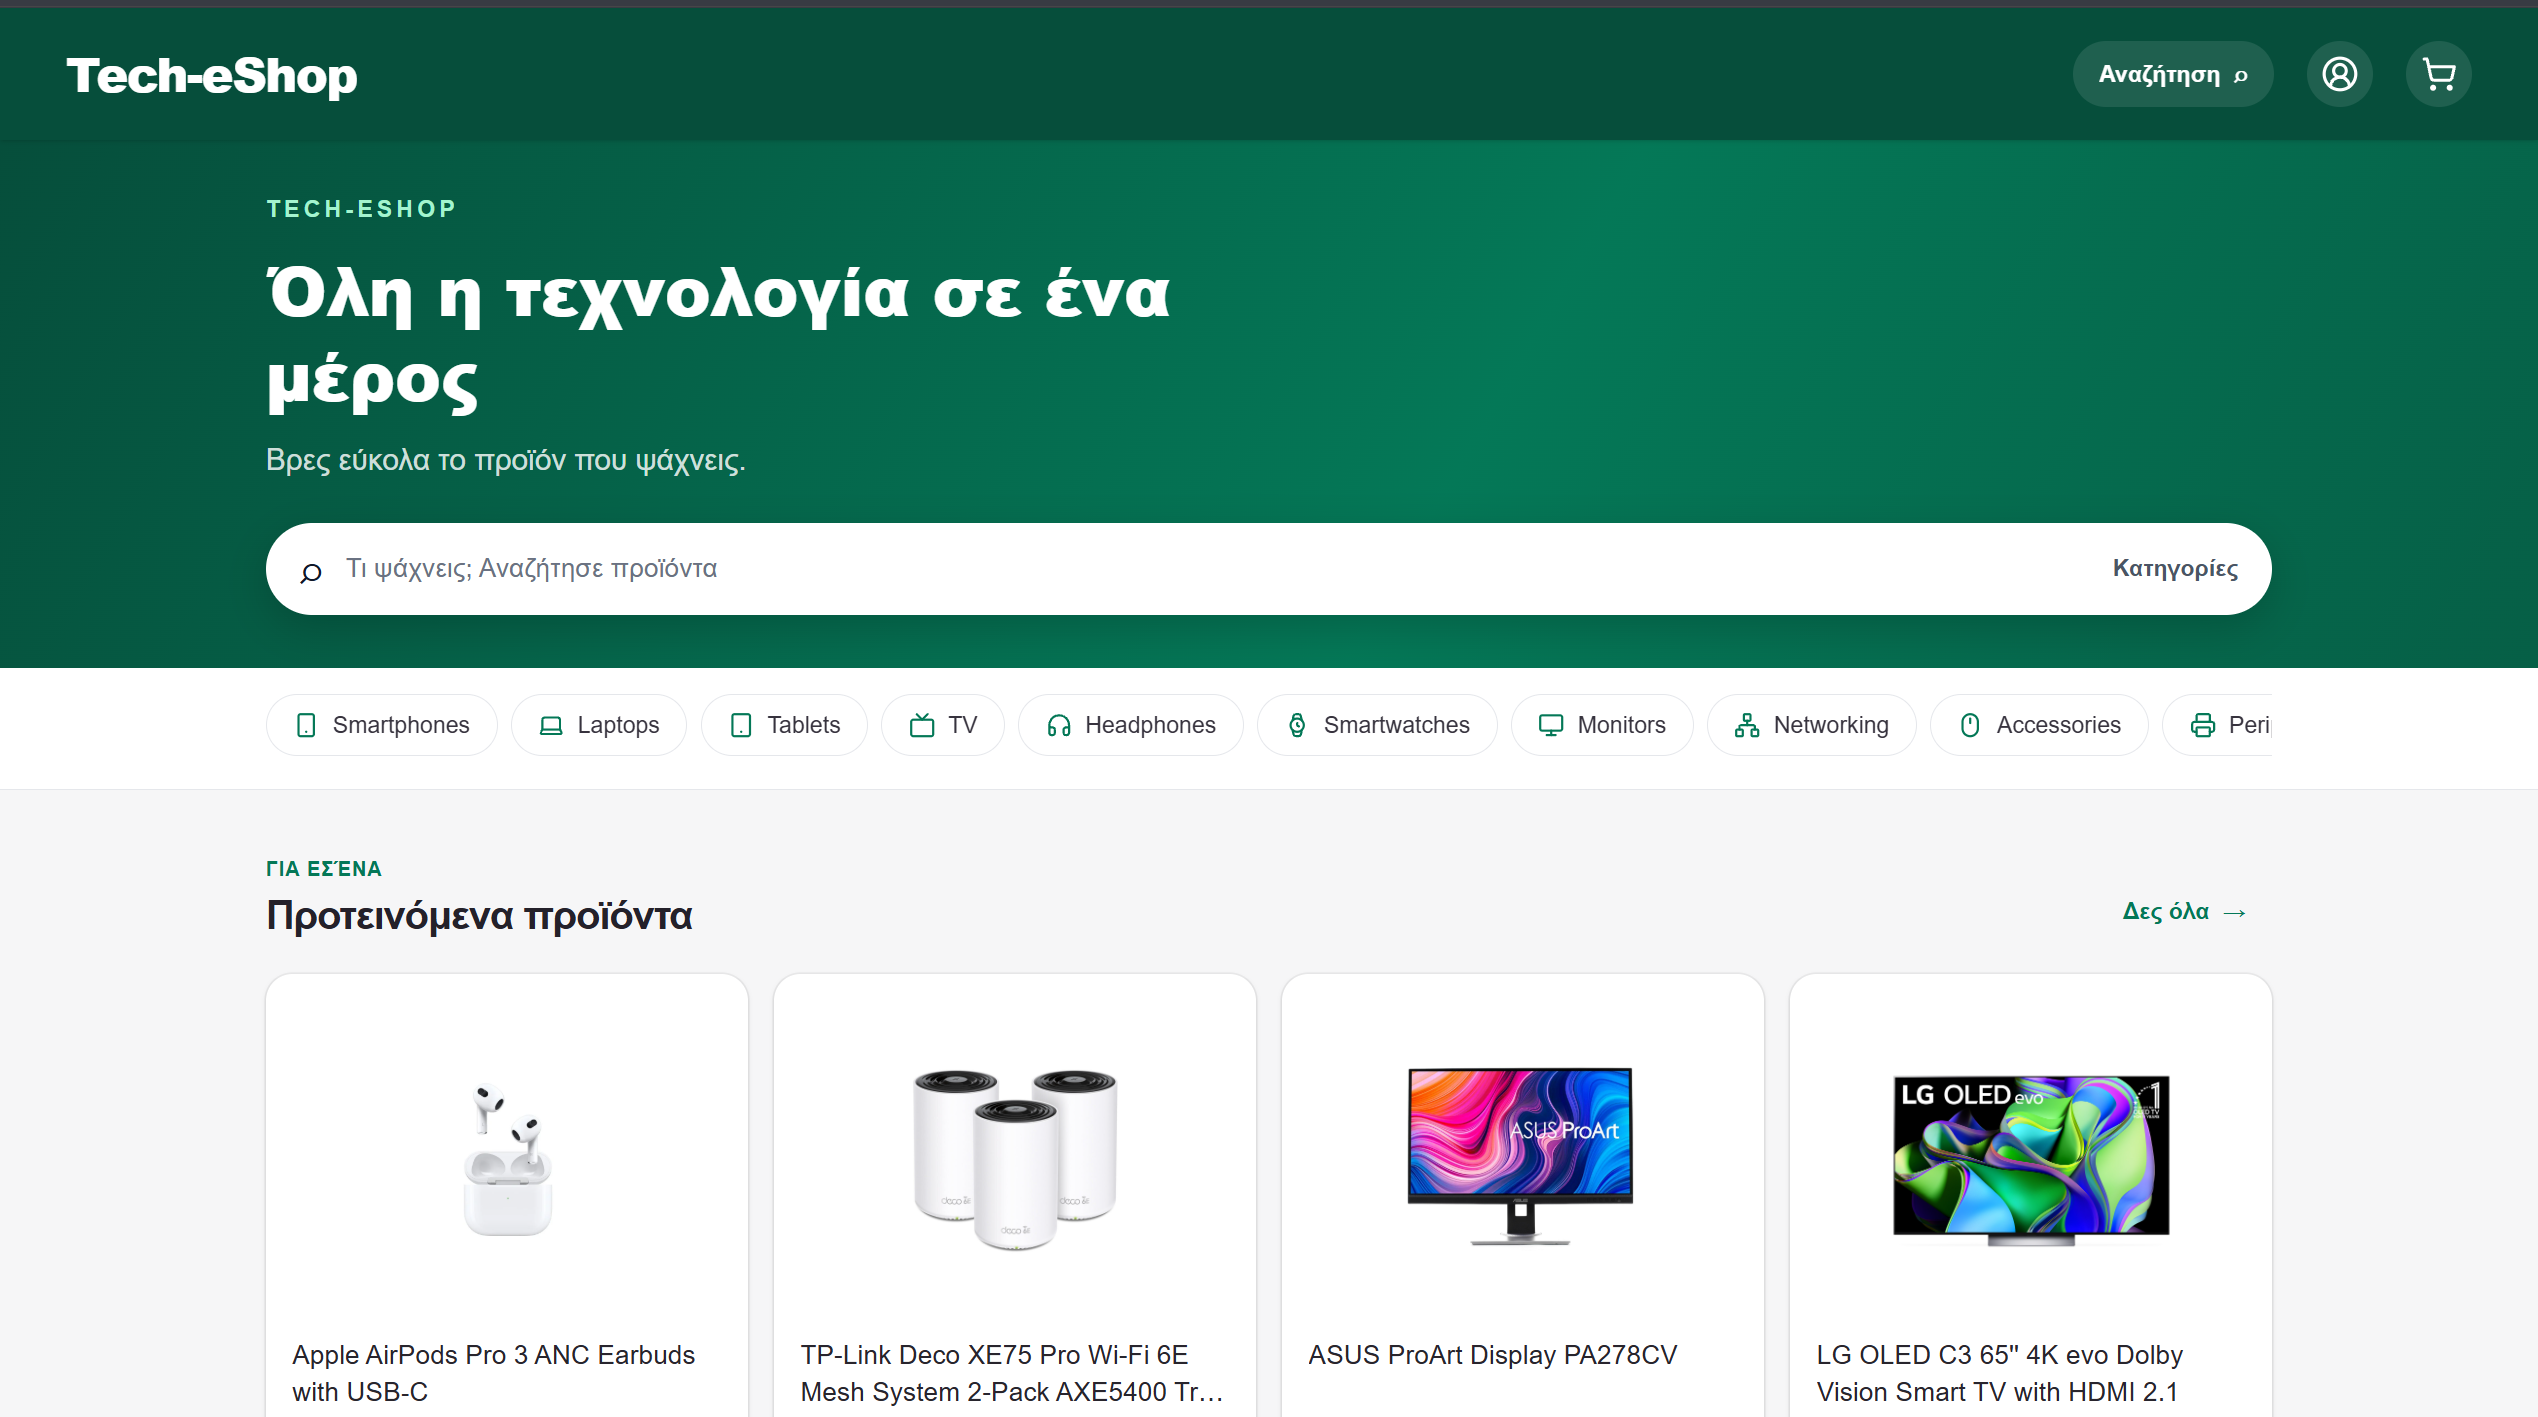 Tech-eShop
Αναζήτηση
TECH-ESHOP
Όλη η τεχνολογία σε ένα
μέρος
Βρες εύκολα το προϊόν που ψάχνεις.
Τι ψάχνεις; Αναζήτησε προϊόντα
Κατηγορίες
Smartphones
Laptops
Tablets
TV
Headphones
Smartwatches
Monitors
Networking
Accessories
ΓΙΑ ΕΣΈΝΑ
Προτεινόμενα προϊόντα
Δες όλα →
deco
deco
deco
ASUS ProArt
LG OLED evo
Apple AirPods Pro 3 ANC Earbuds
with USB-C
TP-Link Deco XE75 Pro Wi-Fi 6E
Mesh System 2-Pack AXE5400 Tr…
ASUS ProArt Display PA278CV
LG OLED C3 65" 4K evo Dolby
Vision Smart TV with HDMI 2.1